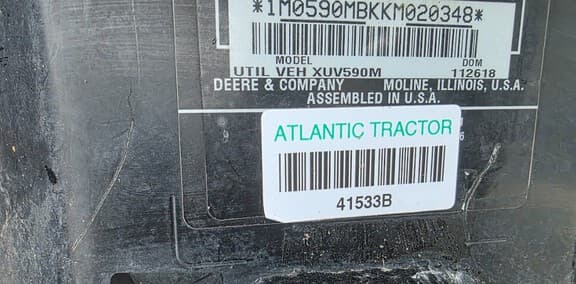 *1M0590MBKKM020348*
MODEL DOM
UTIL VEH XUV590M 112618
DEERE & COMPANY MOLINE, ILLINOIS, U.S.A.
ASSEMBLED IN U.S.A.
ATLANTIC TRACTOR
41533B